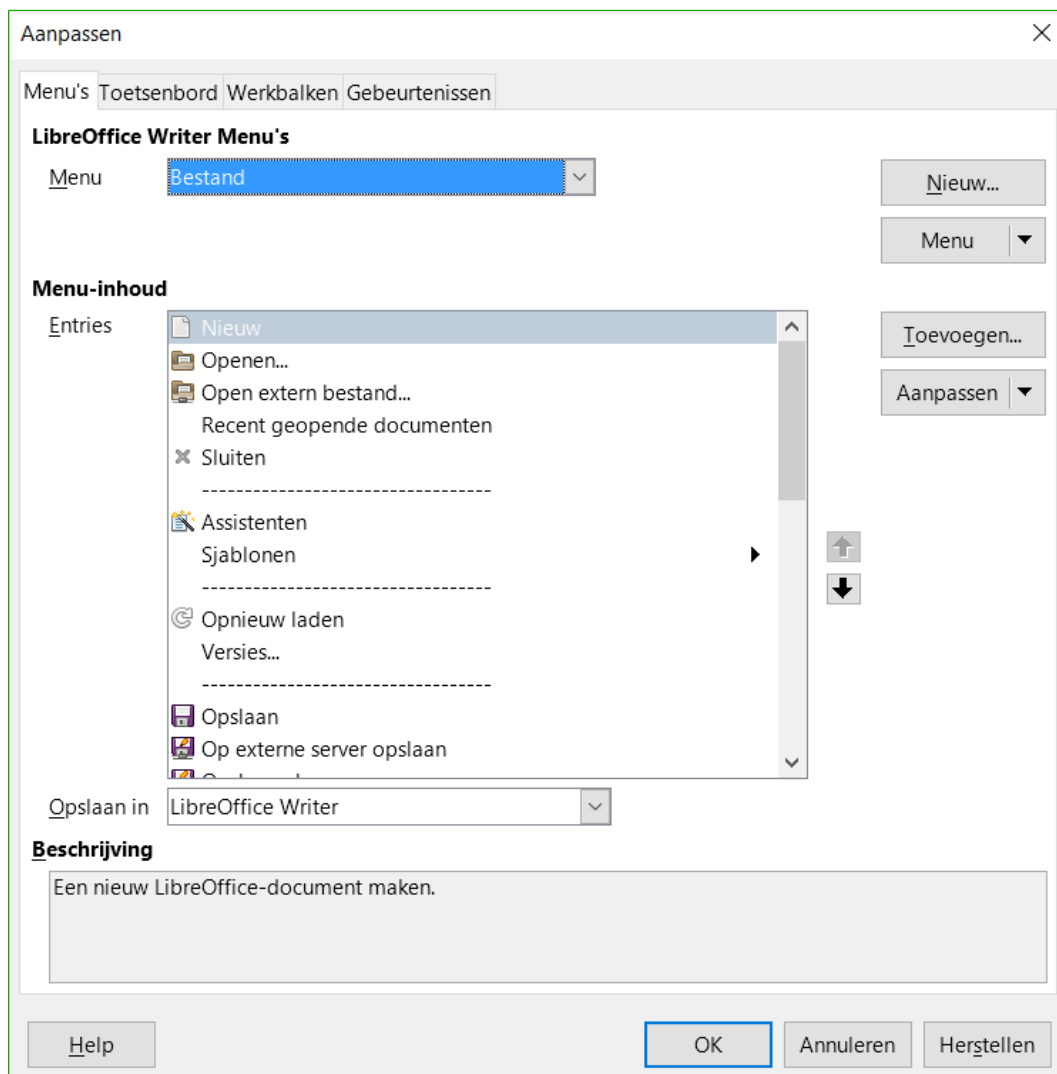 Aanpassen
Menu's Toetsenbord Werkbalken Gebeurtenissen
LibreOffice Writer Menu's
Menu Bestand Nieuw...
Menu
Menu-inhoud
Entries Nieuw Toevoegen...
Openen...
Open extern bestand... Aanpassen
Recent geopende documenten
Sluiten
----------------------------------
Assistenten
Sjablonen
----------------------------------
Opnieuw laden
Versies...
----------------------------------
Opslaan
Op externe server opslaan
Opslaan in LibreOffice Writer
Beschrijving
Een nieuw LibreOffice-document maken.
Help OK Annuleren Herstellen